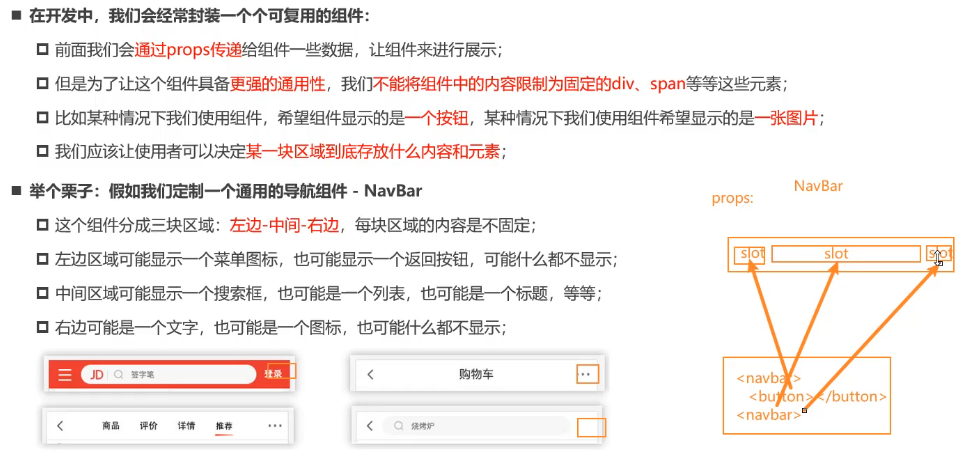 在开发中，我们会经常封装一个个可复用的组件：
前面我们会通过props传递给组件一些数据，让组件来进行展示；
但是为了让这个组件具备更强的通用性，我们不能将组件中的内容限制为固定的div、span等等这些元素；
比如某种情况下我们使用组件，希望组件显示的是一个按钮，某种情况下我们使用组件希望显示的是一张图片；
我们应该让使用者可以决定某一块区域到底存放什么内容和元素；
举个栗子：假如我们定制一个通用的导航组件 - NavBar
这个组件分成三块区域：左边-中间-右边，每块区域的内容是不固定；
左边区域可能显示一个菜单图标，也可能显示一个返回按钮，可能什么都不显示；
中间区域可能显示一个搜索框，也可能是一个列表，也可能是一个标题，等等；
右边可能是一个文字，也可能是一个图标，也可能什么都不显示；
JD 签字笔 登录
购物车
商品 评价 详情 推荐
烧烤炉
NavBar
props:
slot slot slot
<navbar>
<button></button>
<navbar>